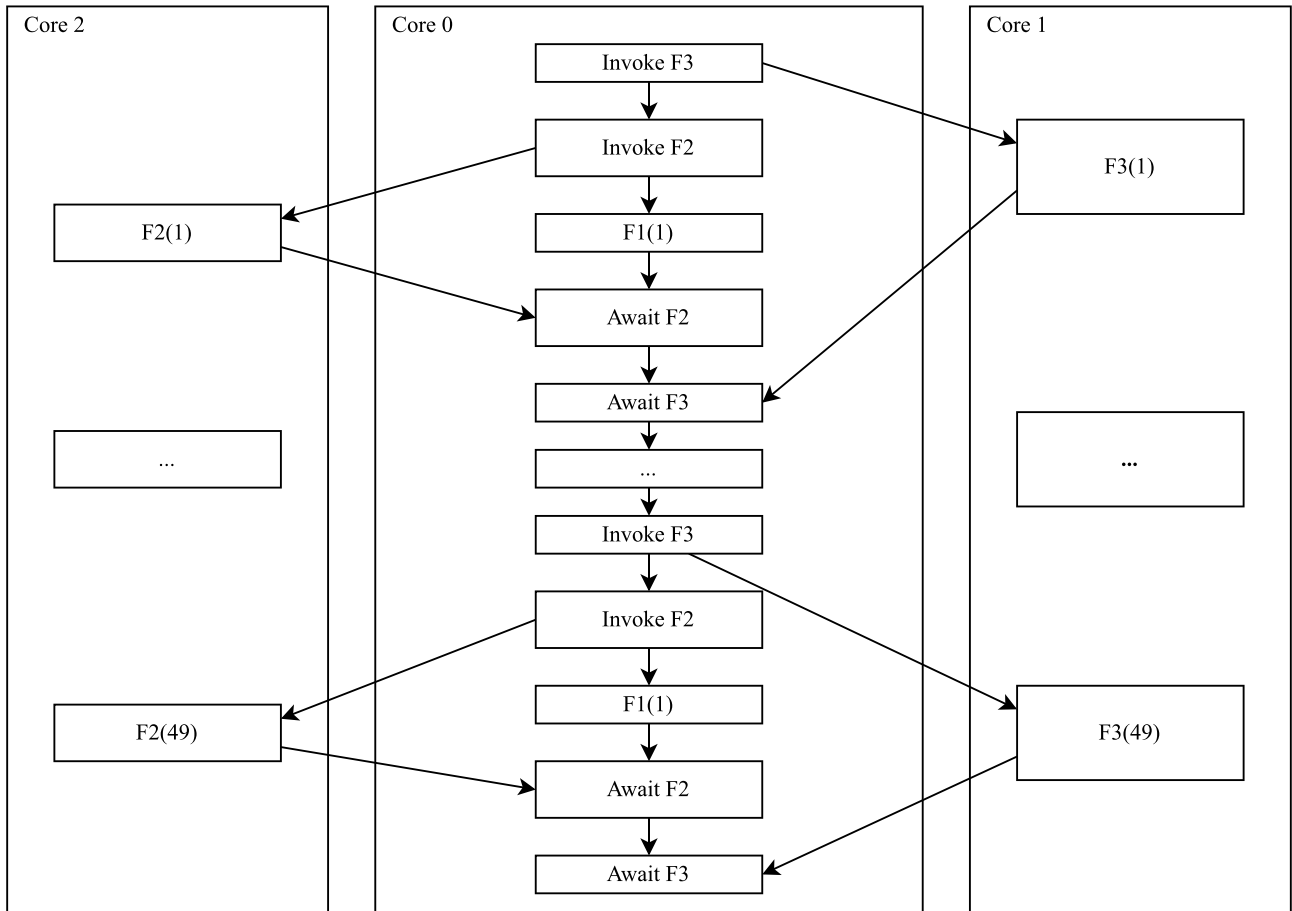 Core 2
Core 0
Core 1
Invoke F3
Invoke F2
F3(1)
F2(1)
F1(1)
Await F2
Await F3
...
...
...
Invoke F3
Invoke F2
F1(1)
F2(49)
F3(49)
Await F2
Await F3